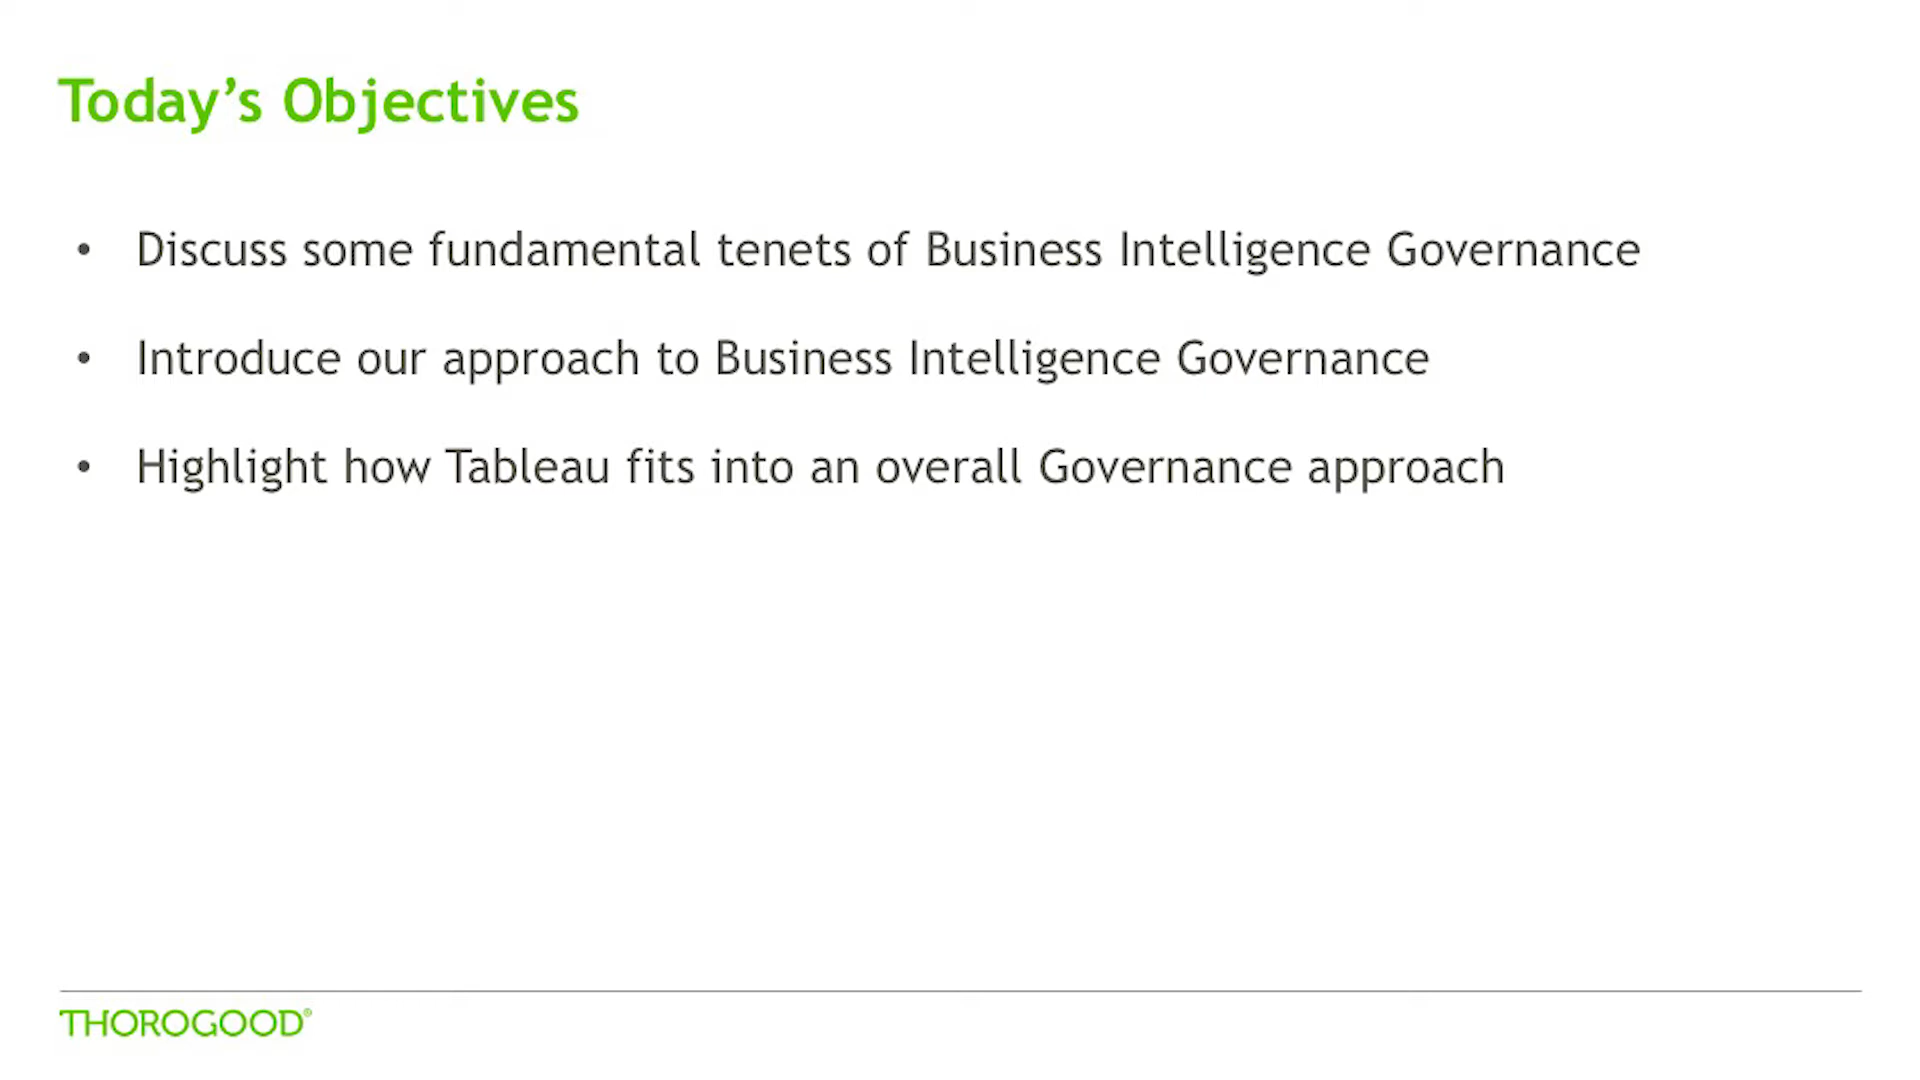 Today’s Objectives
• Discuss some fundamental tenets of Business Intelligence Governance
• Introduce our approach to Business Intelligence Governance
• Highlight how Tableau fits into an overall Governance approach
THOROGOOD®